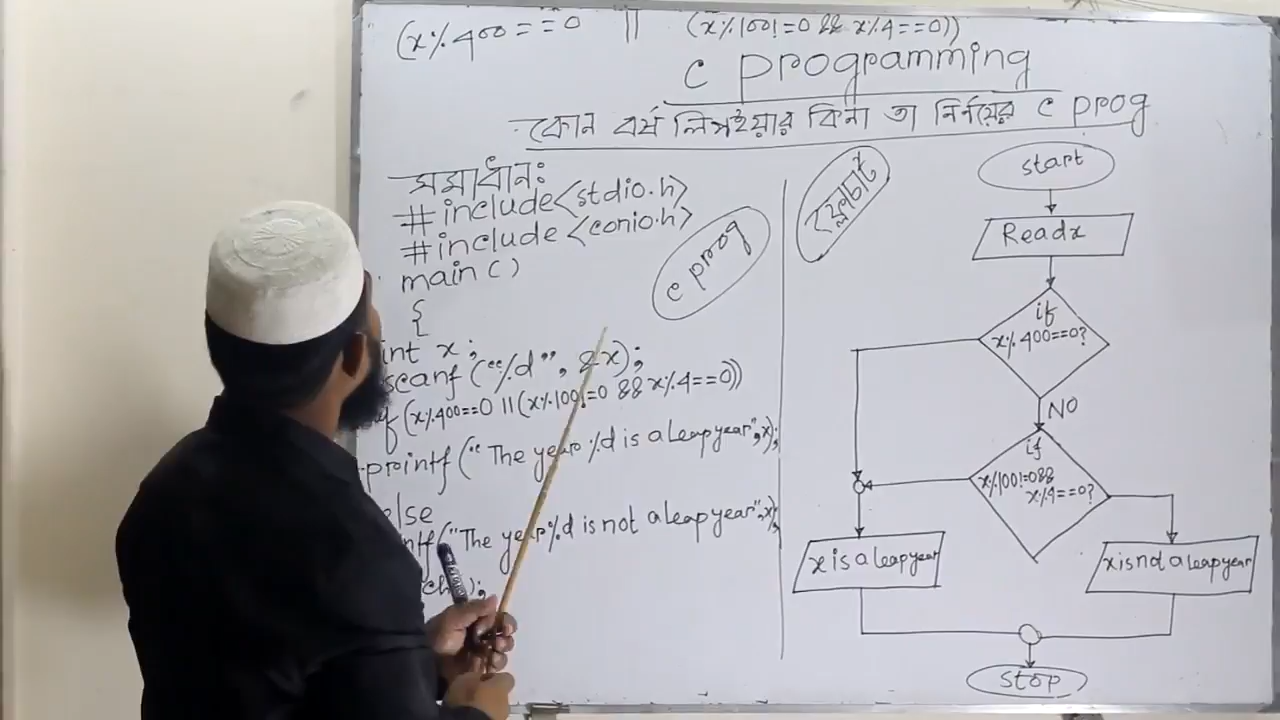 (x%400==0 || (x%100!=0 && x%4==0))
c programming
কোন বর্ষ লিপইয়ার কিনা তা নির্ণয়ের c prog
সমাধানঃ
#include<stdio.h>
#include<conio.h>
main()
{
int x;
scanf("%d", &x);
if (x%400==0 || (x%100!=0 && x%4==0))
printf("The year %d is a leap year",x);
else
ntf("The year %d is not a leap year",x);
ch();
c prog
ফ্লোচার্ট
start
Read x
if
x%400==0?
NO
if
x%100!=0&&
x%4==0?
x is a leap year
x is not a leap year
stop